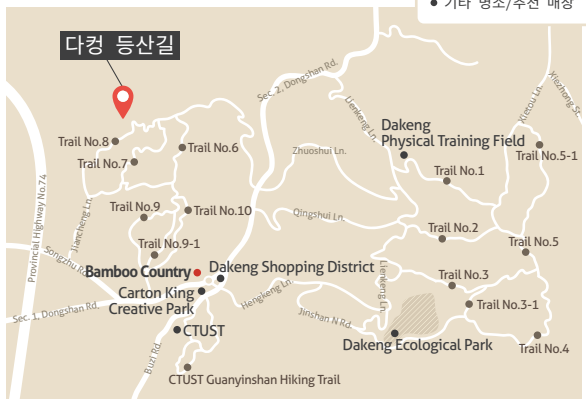 ● 기타 명소/추천 매장
다컹 등산길
Sec. 2, Dongshan Rd.
Lienkeng Ln.
Xietou Ln.
Xiezhong St.
Dakeng
Physical Training Field
Trail No.8
Trail No.7
Trail No.6
Zhuoshui Ln.
Trail No.5-1
Trail No.1
Provincial Highway No.74
Jiancheng Ln.
Trail No.9
Trail No.10
Qingshui Ln.
Trail No.2
Trail No.9-1
Trail No.5
Songzhu Rd.
Bamboo Country
Dakeng Shopping District
Lienkeng Ln.
Trail No.3
Carton King
Creative Park
Hengkeng Ln.
Trail No.3-1
Sec. 1, Dongshan Rd.
Jinshan N Rd.
CTUST
Dakeng Ecological Park
Trail No.4
Buzi Rd.
CTUST Guanyinshan Hiking Trail